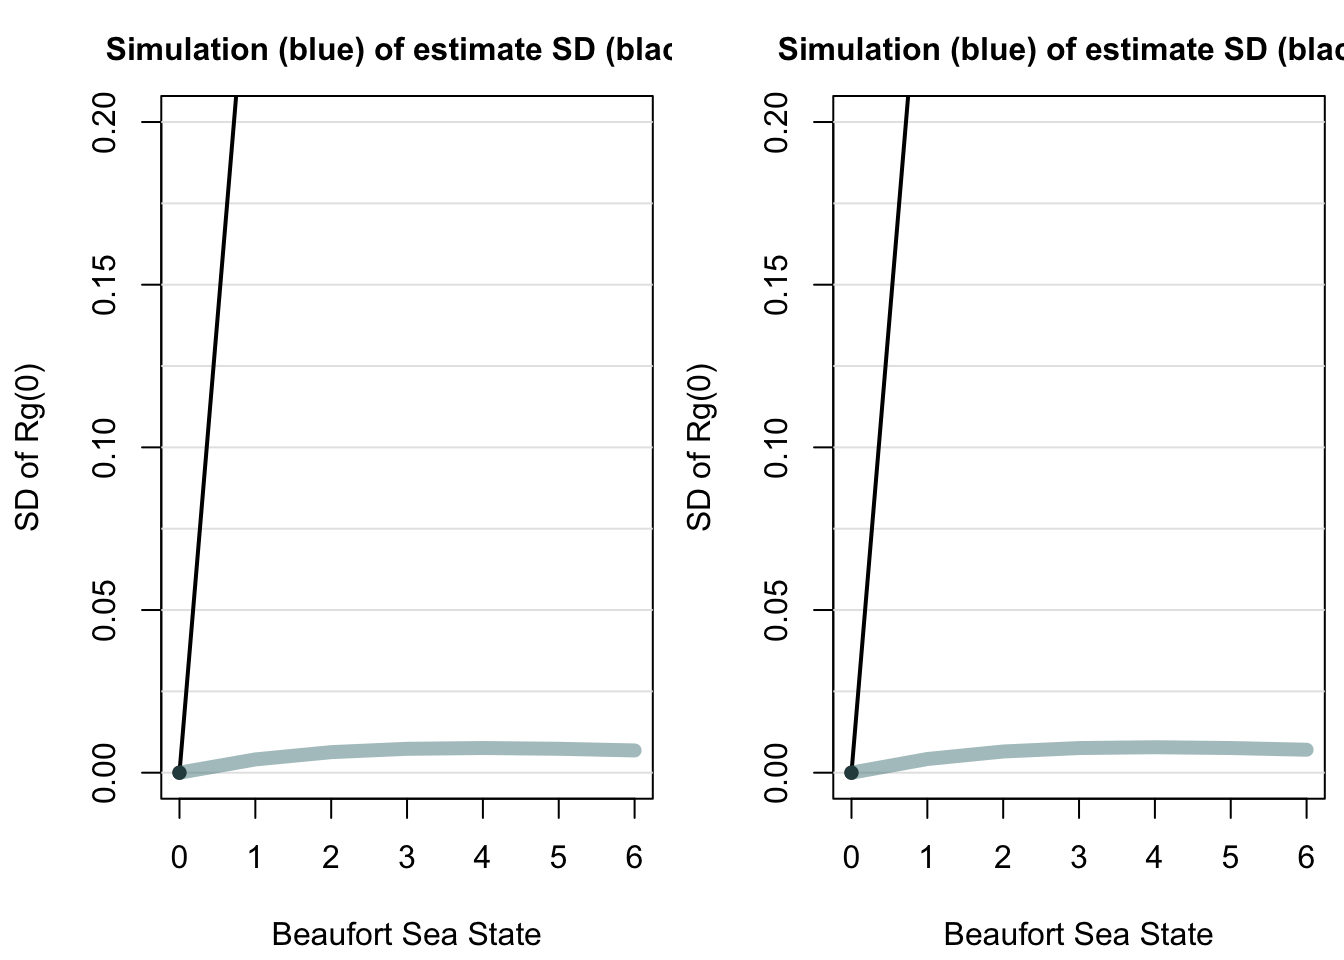 Simulation (blue) of estimate SD (blac
0.20
0.15
0.10
0.05
0.00
SD of Rg(0)
0 1 2 3 4 5 6
Beaufort Sea State
Simulation (blue) of estimate SD (blac
0.20
0.15
0.10
0.05
0.00
SD of Rg(0)
0 1 2 3 4 5 6
Beaufort Sea State